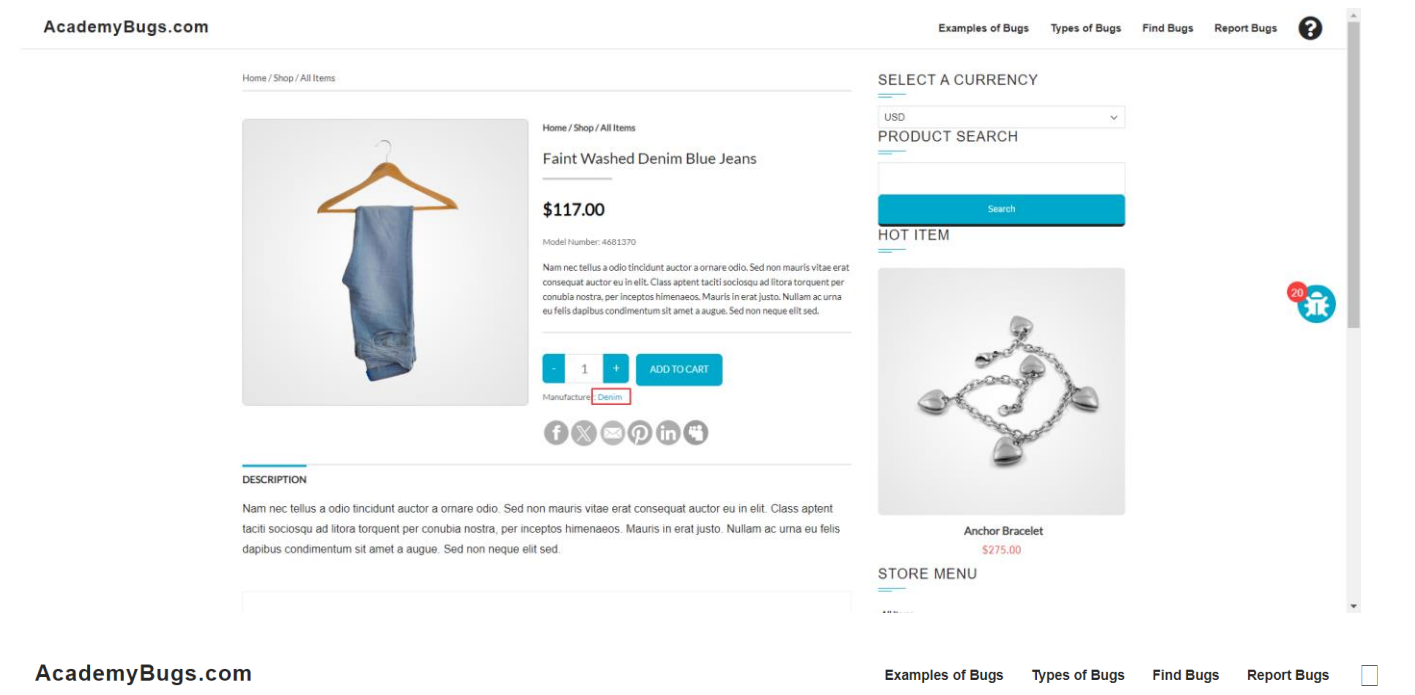 AcademyBugs.com
Examples of Bugs Types of Bugs Find Bugs Report Bugs ?
Home / Shop / All Items
Home / Shop / All Items
Faint Washed Denim Blue Jeans
$117.00
Model Number: 4681370
Nam nec tellus a odio tincidunt auctor a ornare odio. Sed non mauris vitae erat
consequat auctor eu in elit. Class aptent taciti sociosqu ad litora torquent per
conubia nostra, per inceptos himenaeos. Mauris in erat justo. Nullam ac urna
eu felis dapibus condimentum sit amet a augue. Sed non neque elit sed.
- 1 + ADD TO CART
Manufacturer: Denim
DESCRIPTION
Nam nec tellus a odio tincidunt auctor a ornare odio. Sed non mauris vitae erat consequat auctor eu in elit. Class aptent
taciti sociosqu ad litora torquent per conubia nostra, per inceptos himenaeos. Mauris in erat justo. Nullam ac urna eu felis
dapibus condimentum sit amet a augue. Sed non neque elit sed.
SELECT A CURRENCY
USD
PRODUCT SEARCH
Search
HOT ITEM
Anchor Bracelet
$275.00
STORE MENU
20
AcademyBugs.com
Examples of Bugs Types of Bugs Find Bugs Report Bugs